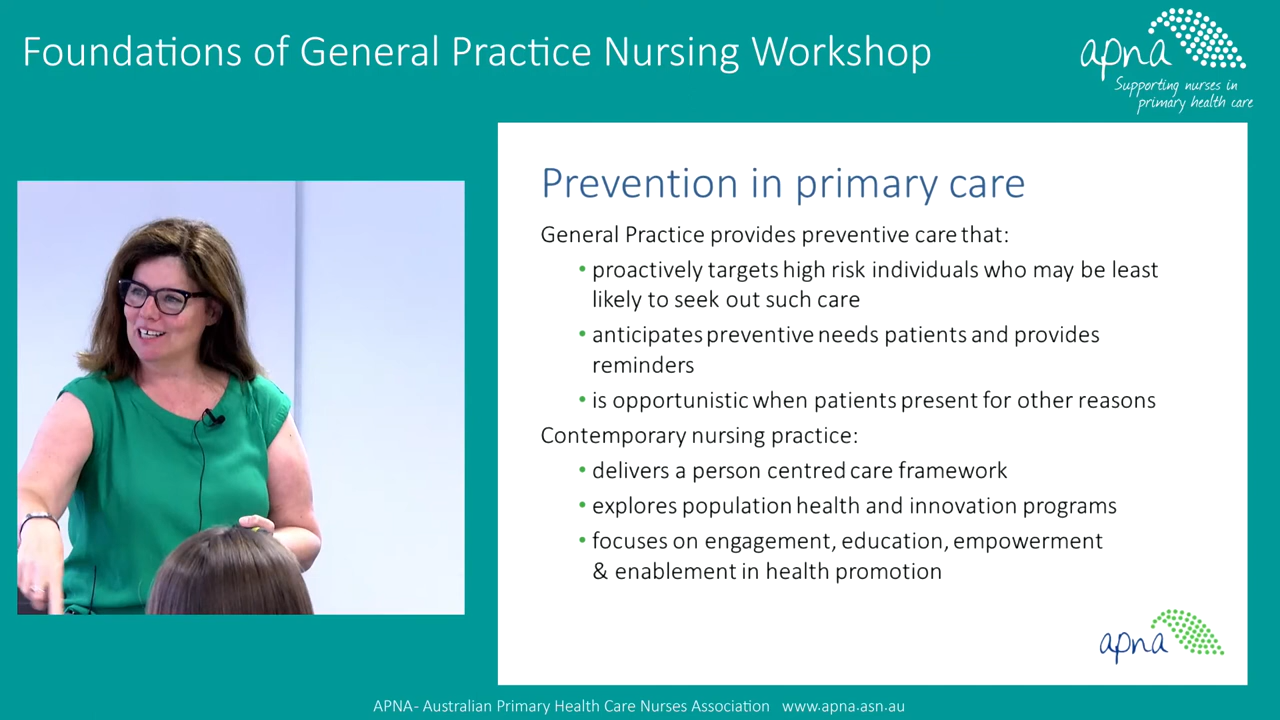 Foundations of General Practice Nursing Workshop
apna
Supporting nurses in
primary health care
Prevention in primary care
General Practice provides preventive care that:
• proactively targets high risk individuals who may be least
likely to seek out such care
• anticipates preventive needs patients and provides
reminders
• is opportunistic when patients present for other reasons
Contemporary nursing practice:
• delivers a person centred care framework
• explores population health and innovation programs
• focuses on engagement, education, empowerment
& enablement in health promotion
apna
APNA- Australian Primary Health Care Nurses Association www.apna.asn.au